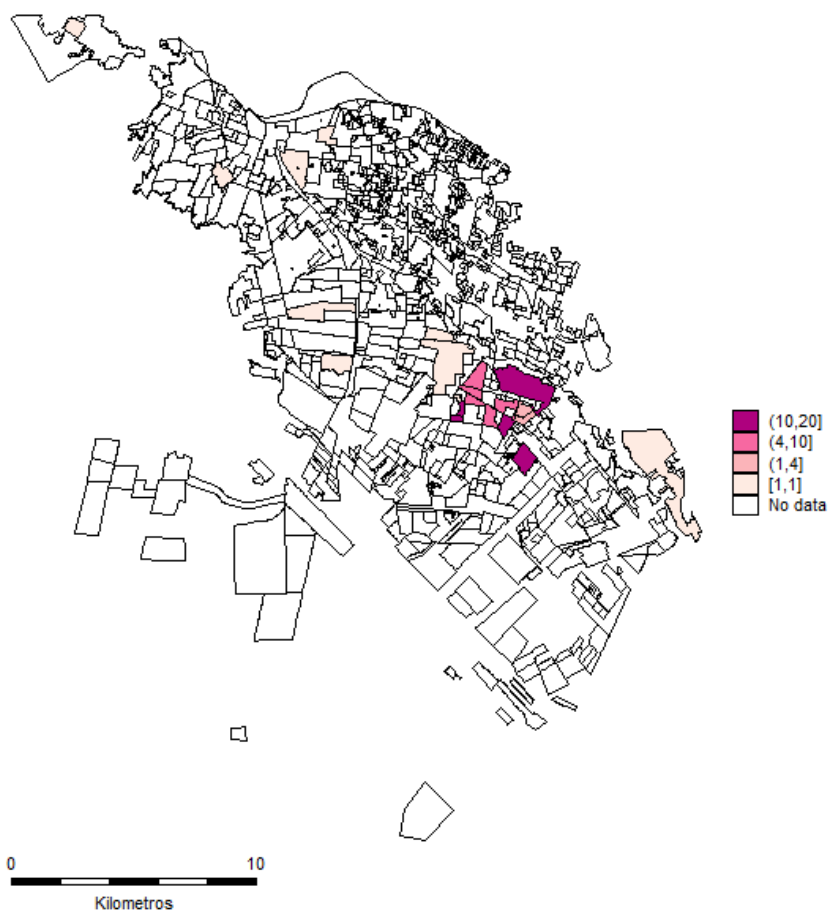 (10,20]
(4,10]
(1,4]
[1,1]
No data
0 10
Kilometros